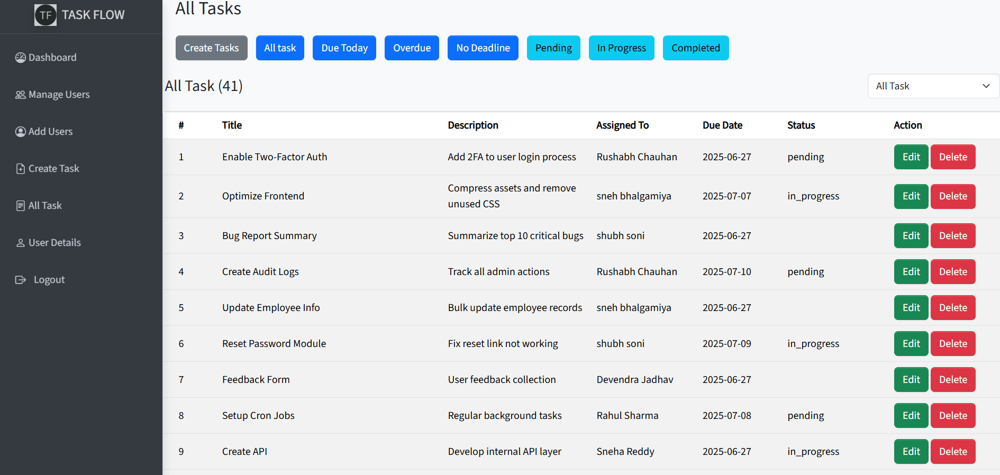 TF TASK FLOW
Dashboard
Manage Users
Add Users
Create Task
All Task
User Details
Logout
All Tasks
Create Tasks All task Due Today Overdue No Deadline Pending In Progress Completed
All Task (41) All Task
# Title Description Assigned To Due Date Status Action
1 Enable Two-Factor Auth Add 2FA to user login process Rushabh Chauhan 2025-06-27 pending Edit Delete
2 Optimize Frontend Compress assets and remove
unused CSS sneh bhalgamiya 2025-07-07 in_progress Edit Delete
3 Bug Report Summary Summarize top 10 critical bugs shubh soni 2025-06-27 Edit Delete
4 Create Audit Logs Track all admin actions Rushabh Chauhan 2025-07-10 pending Edit Delete
5 Update Employee Info Bulk update employee records sneh bhalgamiya 2025-06-27 Edit Delete
6 Reset Password Module Fix reset link not working shubh soni 2025-07-09 in_progress Edit Delete
7 Feedback Form User feedback collection Devendra Jadhav 2025-06-27 Edit Delete
8 Setup Cron Jobs Regular background tasks Rahul Sharma 2025-07-08 pending Edit Delete
9 Create API Develop internal API layer Sneha Reddy 2025-06-27 in_progress Edit Delete